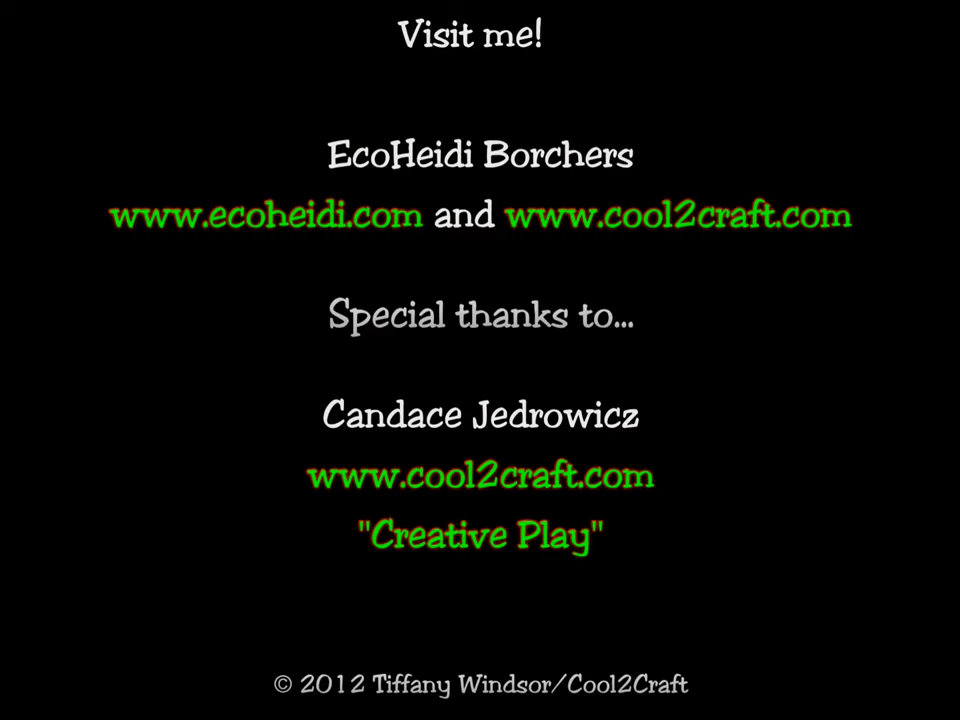 Visit me!
EcoHeidi Borchers
www.ecoheidi.com and www.cool2craft.com
Special thanks to...
Candace Jedrowicz
www.cool2craft.com
"Creative Play"
© 2012 Tiffany Windsor/Cool2Craft